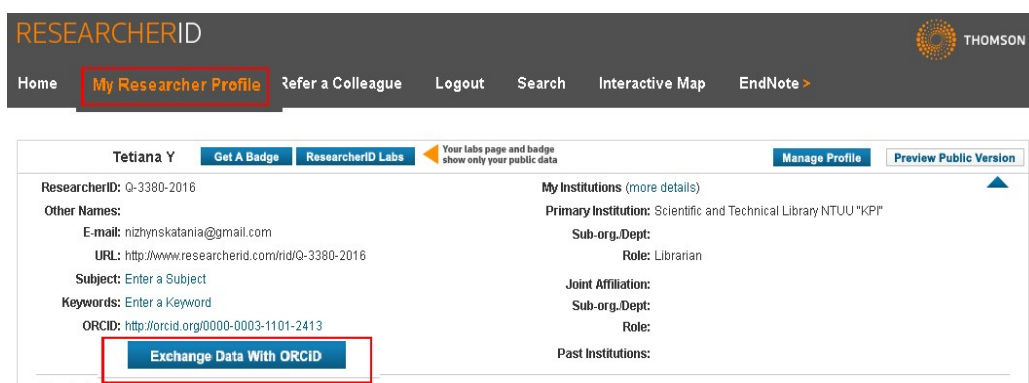 RESEARCHERID
THOMSON
Home My Researcher Profile Refer a Colleague Logout Search Interactive Map EndNote >
Tetiana Y Get A Badge ResearcherID Labs Your labs page and badge
show only your public data
Manage Profile Preview Public Version
ResearcherID: Q-3380-2016
Other Names:
E-mail: nizhynskatania@gmail.com
URL: http://www.researcherid.com/rid/Q-3380-2016
Subject: Enter a Subject
Keywords: Enter a Keyword
ORCID: http://orcid.org/0000-0003-1101-2413
Exchange Data With ORCiD
My Institutions (more details)
Primary Institution: Scientific and Technical Library NTUU "KPI"
Sub-org./Dept:
Role: Librarian
Joint Affiliation:
Sub-org./Dept:
Role:
Past Institutions: